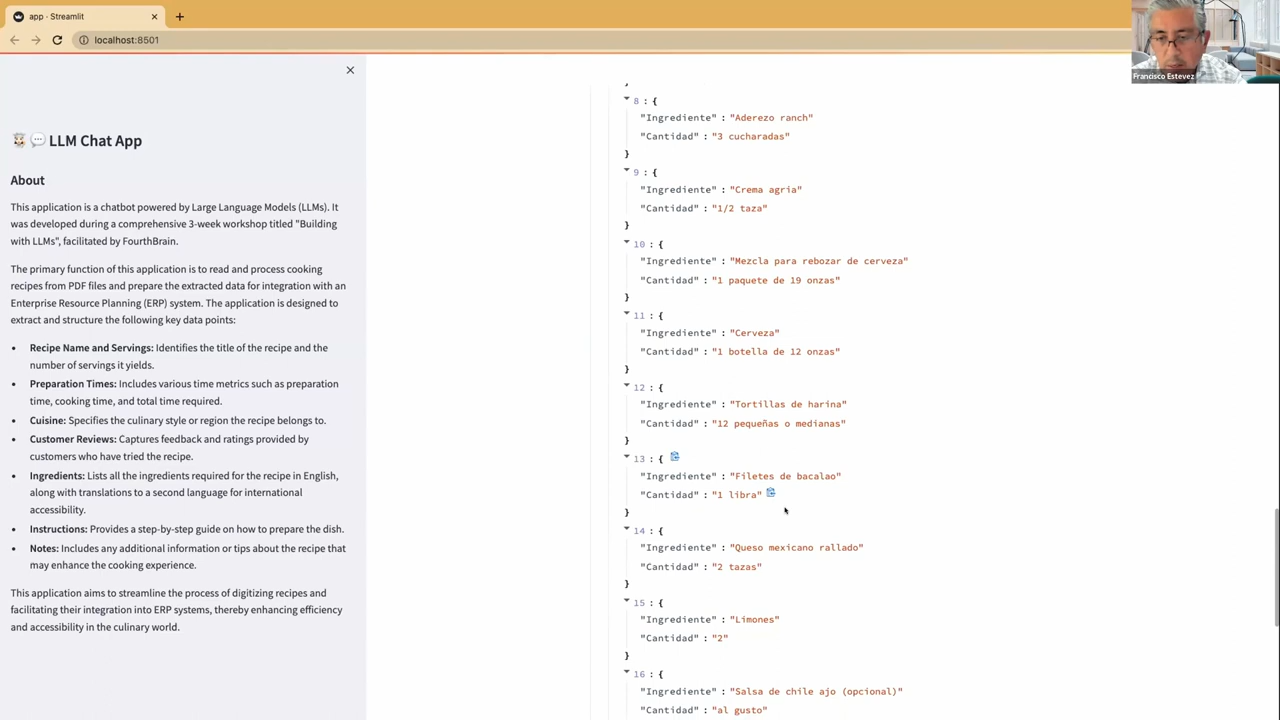 app · Streamlit
localhost:8501
Francisco Estevez
LLM Chat App
About
This application is a chatbot powered by Large Language Models (LLMs). It
was developed during a comprehensive 3-week workshop titled "Building
with LLMs", facilitated by FourthBrain.
The primary function of this application is to read and process cooking
recipes from PDF files and prepare the extracted data for integration with an
Enterprise Resource Planning (ERP) system. The application is designed to
extract and structure the following key data points:
• Recipe Name and Servings: Identifies the title of the recipe and the
number of servings it yields.
• Preparation Times: Includes various time metrics such as preparation
time, cooking time, and total time required.
• Cuisine: Specifies the culinary style or region the recipe belongs to.
• Customer Reviews: Captures feedback and ratings provided by
customers who have tried the recipe.
• Ingredients: Lists all the ingredients required for the recipe in English,
along with translations to a second language for international
accessibility.
• Instructions: Provides a step-by-step guide on how to prepare the dish.
• Notes: Includes any additional information or tips about the recipe that
may enhance the cooking experience.
This application aims to streamline the process of digitizing recipes and
facilitating their integration into ERP systems, thereby enhancing efficiency
and accessibility in the culinary world.
}
8 : {
"Ingrediente" : "Aderezo ranch"
"Cantidad" : "3 cucharadas"
}
9 : {
"Ingrediente" : "Crema agria"
"Cantidad" : "1/2 taza"
}
10 : {
"Ingrediente" : "Mezcla para rebozar de cerveza"
"Cantidad" : "1 paquete de 19 onzas"
}
11 : {
"Ingrediente" : "Cerveza"
"Cantidad" : "1 botella de 12 onzas"
}
12 : {
"Ingrediente" : "Tortillas de harina"
"Cantidad" : "12 pequeñas o medianas"
}
13 : {
"Ingrediente" : "Filetes de bacalao"
"Cantidad" : "1 libra"
}
14 : {
"Ingrediente" : "Queso mexicano rallado"
"Cantidad" : "2 tazas"
}
15 : {
"Ingrediente" : "Limones"
"Cantidad" : "2"
}
16 : {
"Ingrediente" : "Salsa de chile ajo (opcional)"
"Cantidad" : "al gusto"